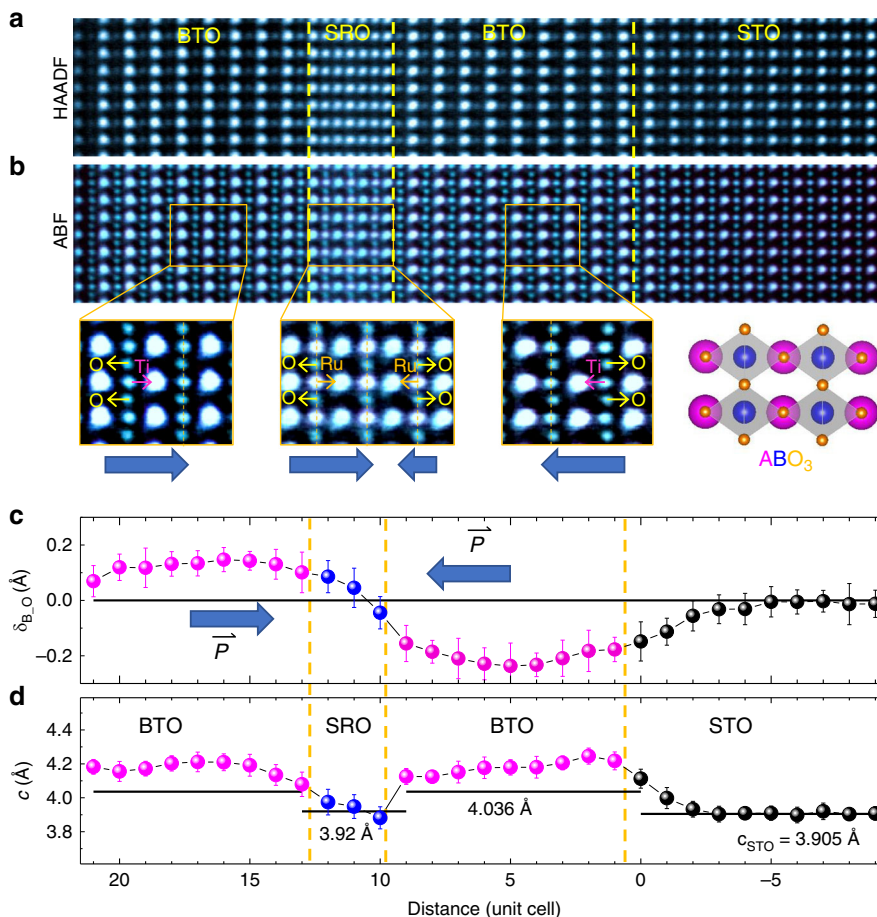 a
BTO SRO BTO STO
HAADF
b
ABF
O Ti O Ru Ru O Ti O
O O O O
ABO₃
c
0.2
0.0
−0.2
δB_O (Å)
P
P
d
BTO SRO BTO STO
4.4
4.2
4.0
3.8
c (Å)
3.92 Å
4.036 Å
cSTO = 3.905 Å
20 15 10 5 0 −5
Distance (unit cell)